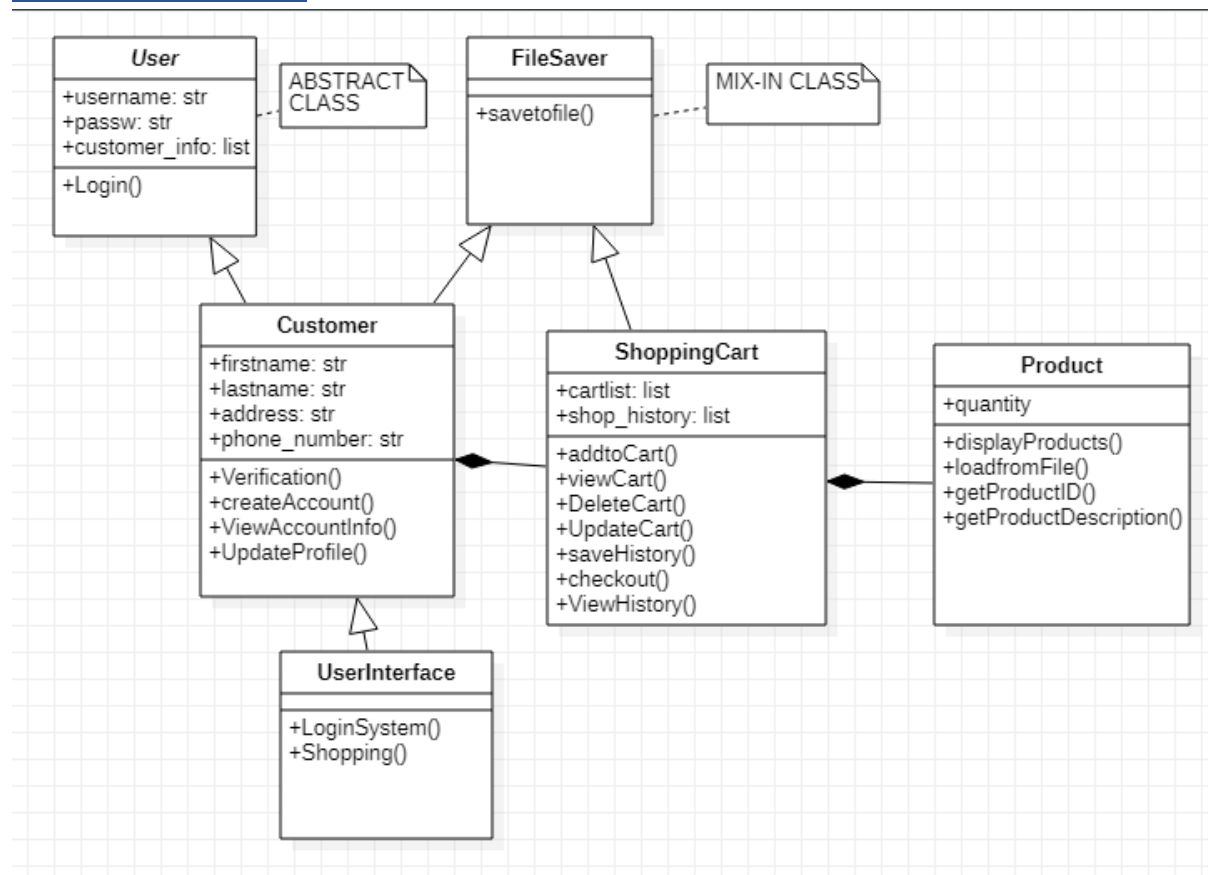 User
+username: str
+passw: str
+customer_info: list
+Login()
ABSTRACT
CLASS
FileSaver
+savetofile()
MIX-IN CLASS
Customer
+firstname: str
+lastname: str
+address: str
+phone_number: str
+Verification()
+createAccount()
+ViewAccountInfo()
+UpdateProfile()
ShoppingCart
+cartlist: list
+shop_history: list
+addtoCart()
+viewCart()
+DeleteCart()
+UpdateCart()
+saveHistory()
+checkout()
+ViewHistory()
Product
+quantity
+displayProducts()
+loadfromFile()
+getProductID()
+getProductDescription()
UserInterface
+LoginSystem()
+Shopping()